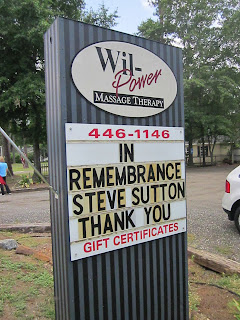 Wil-
Power
MASSAGE THERAPY
446-1146
IN
REMEMBRANCE
STEVE SUTTON
THANK YOU
GIFT CERTIFICATES